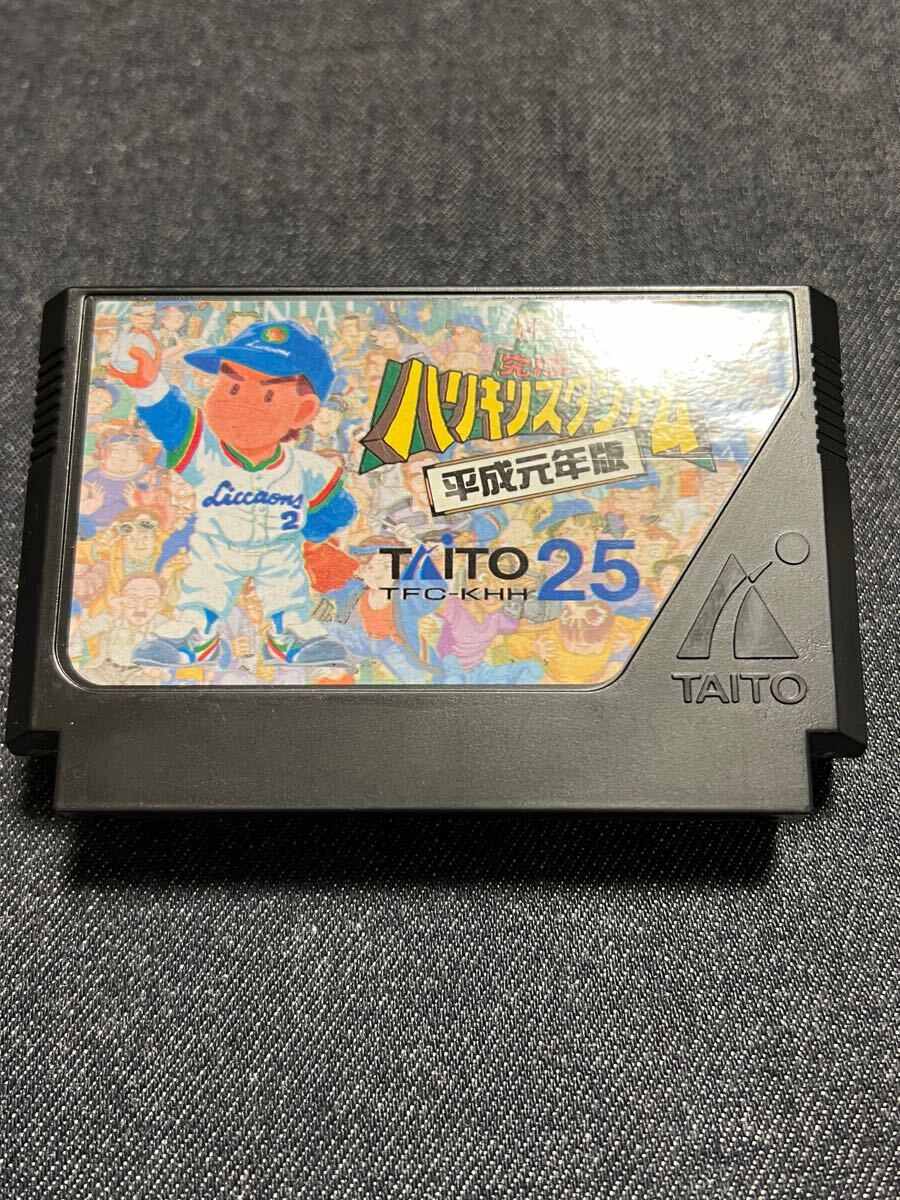 Liccaons
Liccaons
2
究極
ハリキリスタジアム
平成元年版
TAITO 25
TFC-KHH
TAITO